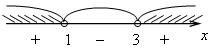 + 1 – 3 + x